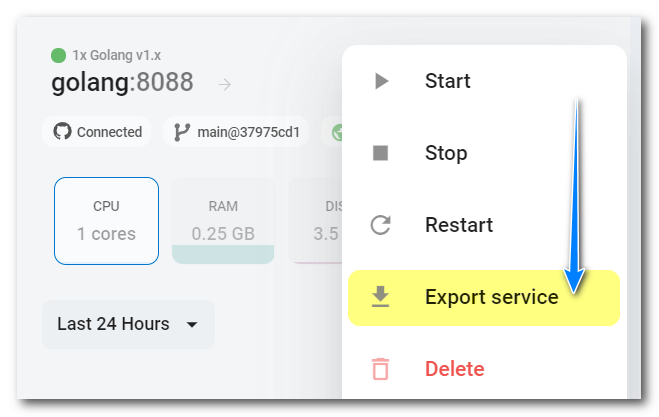 1x Golang v1.x
golang:8088
Connected
main@37975cd1
CPU
1 cores
RAM
0.25 GB
3.5
Last 24 Hours
Start
Stop
Restart
Export service
Delete